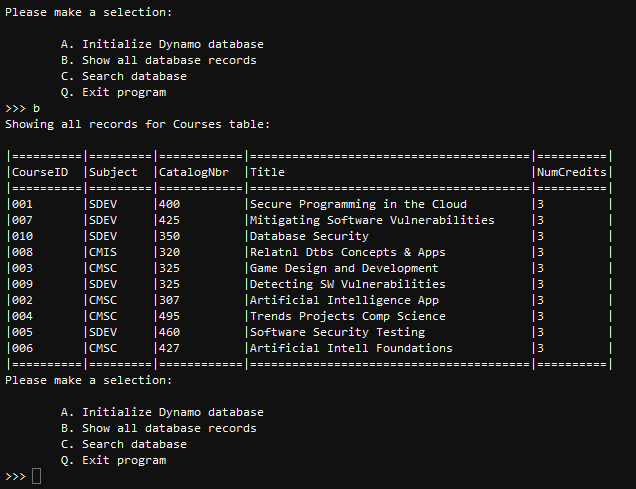 Please make a selection:
A. Initialize Dynamo database
B. Show all database records
C. Search database
Q. Exit program
>>> b
Showing all records for Courses table:
|==========|=========|============|========================================|==========|
|CourseID |Subject |CatalogNbr |Title |NumCredits|
|==========|=========|============|========================================|==========|
|001 |SDEV |400 |Secure Programming in the Cloud |3 |
|007 |SDEV |425 |Mitigating Software Vulnerabilities |3 |
|010 |SDEV |350 |Database Security |3 |
|008 |CMIS |320 |Relatnl Dtbs Concepts & Apps |3 |
|003 |CMSC |325 |Game Design and Development |3 |
|009 |SDEV |325 |Detecting SW Vulnerabilities |3 |
|002 |CMSC |307 |Artificial Intelligence App |3 |
|004 |CMSC |495 |Trends Projects Comp Science |3 |
|005 |SDEV |460 |Software Security Testing |3 |
|006 |CMSC |427 |Artificial Intell Foundations |3 |
|==========|=========|============|========================================|==========|
Please make a selection:
A. Initialize Dynamo database
B. Show all database records
C. Search database
Q. Exit program
>>>